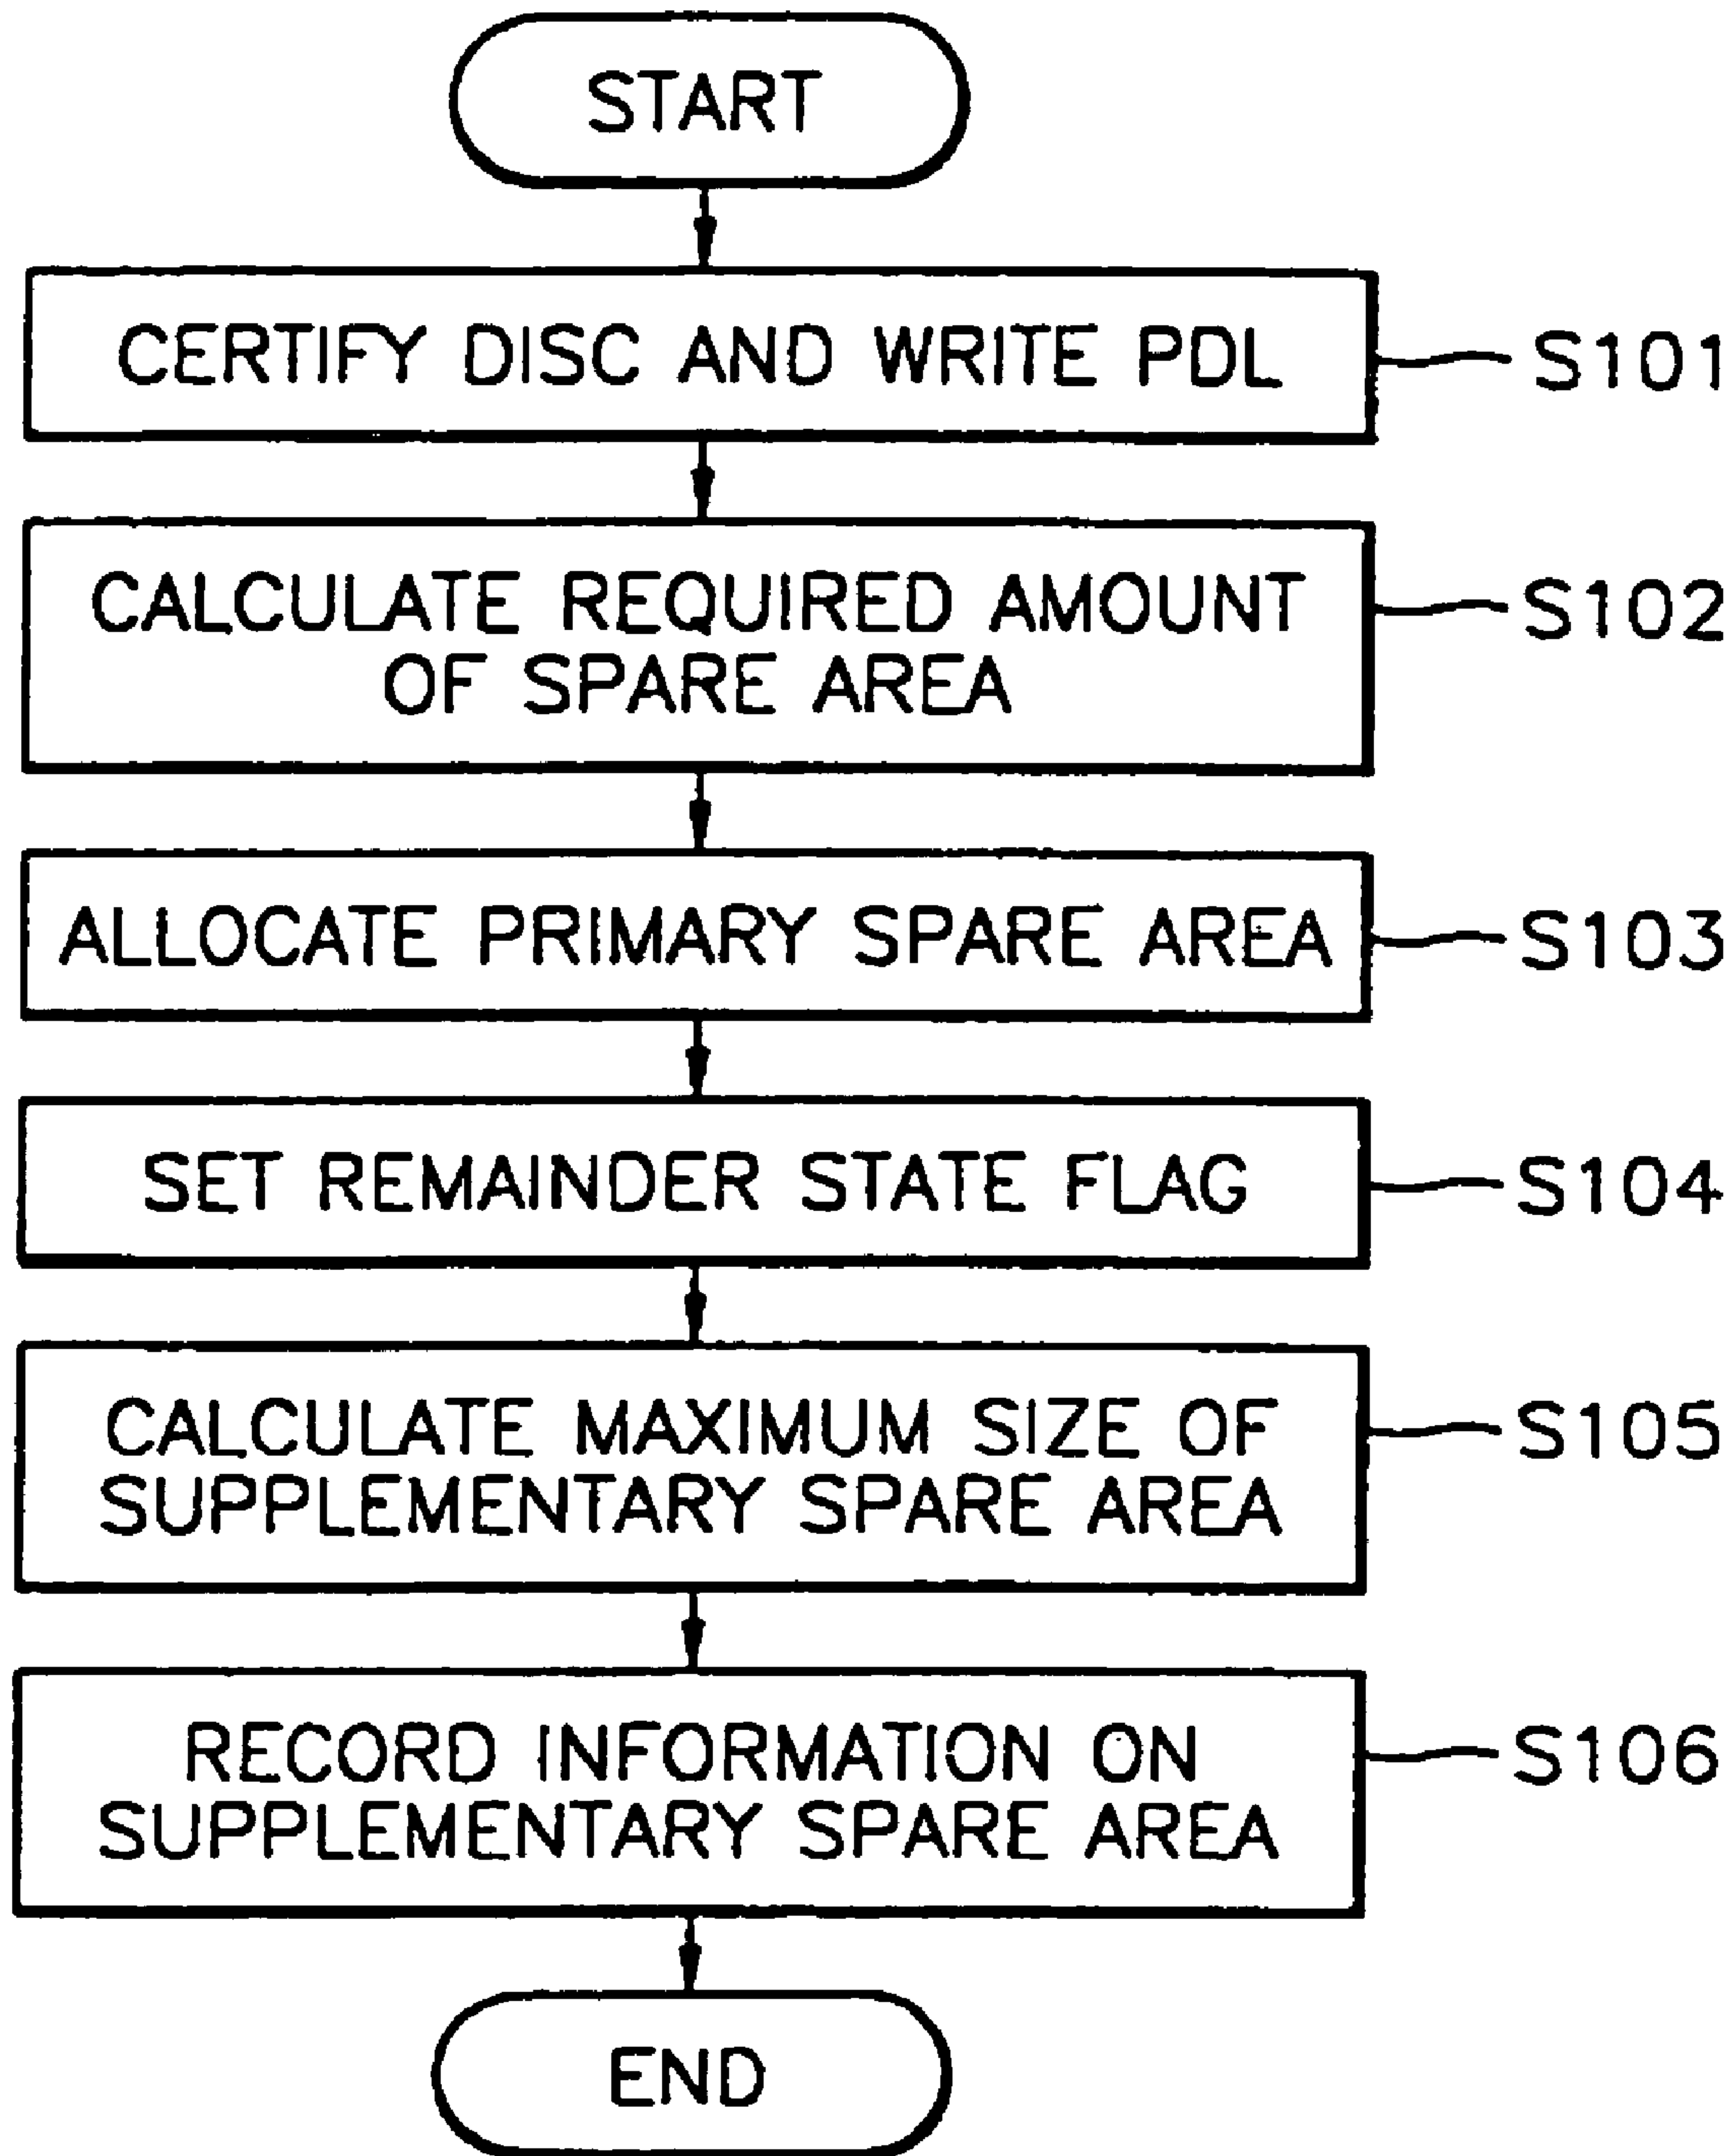 START
CERTIFY DISC AND WRITE PDL
S101
CALCULATE REQUIRED AMOUNT
OF SPARE AREA
S102
ALLOCATE PRIMARY SPARE AREA
S103
SET REMAINDER STATE FLAG
S104
CALCULATE MAXIMUM SIZE OF
SUPPLEMENTARY SPARE AREA
S105
RECORD INFORMATION ON
SUPPLEMENTARY SPARE AREA
S106
END